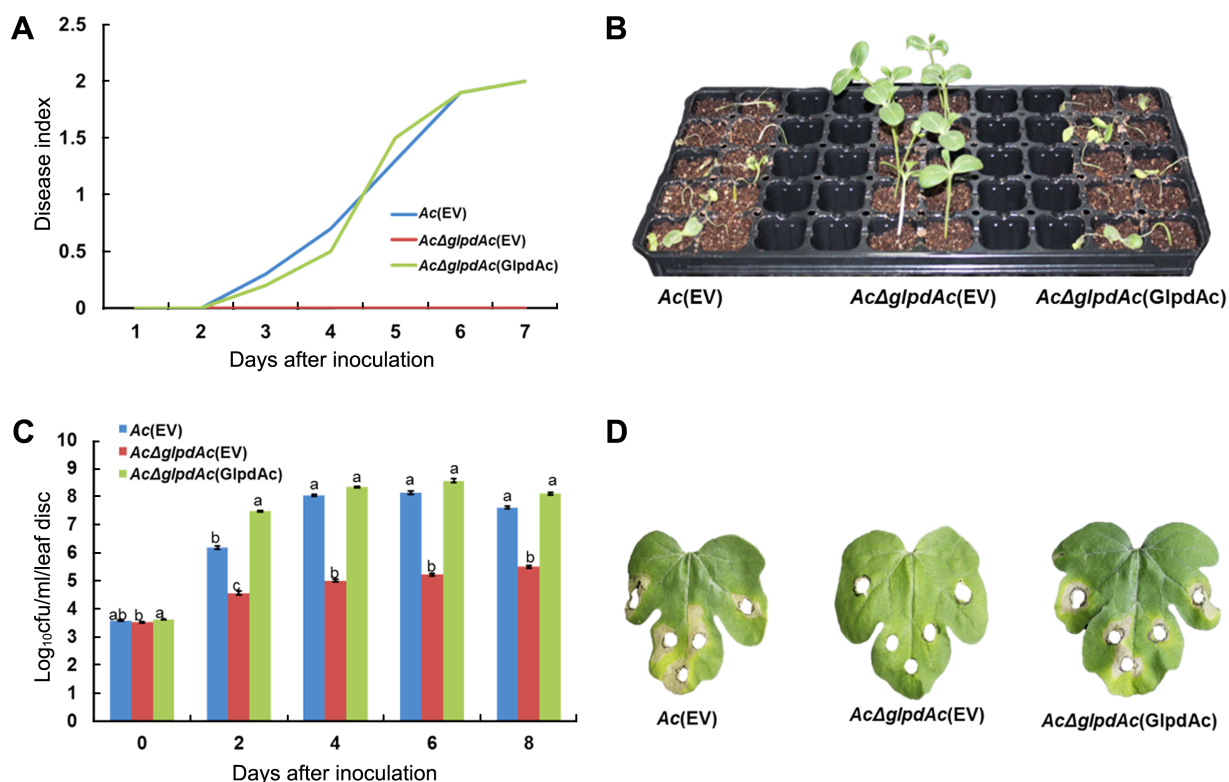 A
2.5
2
1.5
1
0.5
0
Disease index
Ac(EV)
AcΔglpdAc(EV)
AcΔglpdAc(GlpdAc)
1 2 3 4 5 6 7
Days after inoculation
B
Ac(EV) AcΔglpdAc(EV) AcΔglpdAc(GlpdAc)
C
Ac(EV)
AcΔglpdAc(EV)
AcΔglpdAc(GlpdAc)
10
9
8
7
6
5
4
3
2
1
0
Log₁₀cfu/ml/leaf disc
ab b a
b c a
a b a
a b a
a b a
0 2 4 6 8
Days after inoculation
D
Ac(EV) AcΔglpdAc(EV) AcΔglpdAc(GlpdAc)